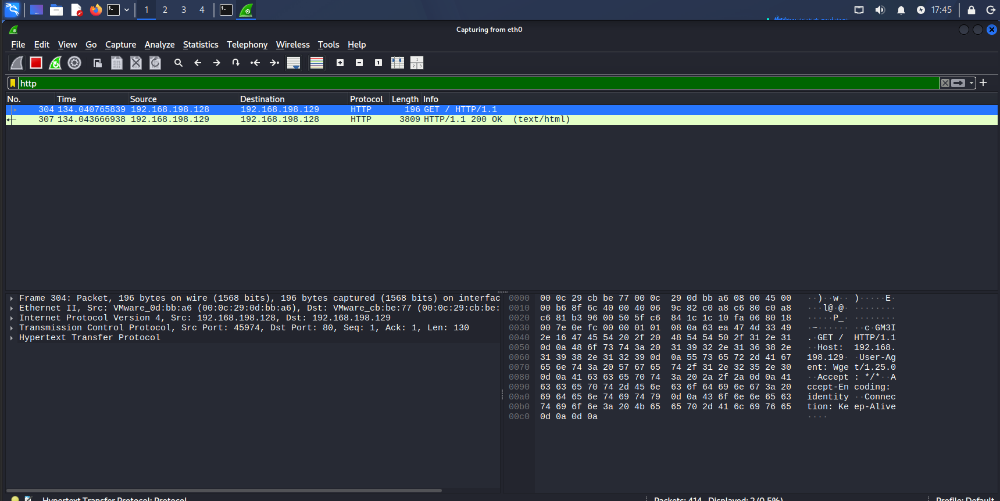 1 2 3 4 17:45
Capturing from eth0
File Edit View Go Capture Analyze Statistics Telephony Wireless Tools Help
http
No. Time Source Destination Protocol Length Info
304 134.040765839 192.168.198.128 192.168.198.129 HTTP 196 GET / HTTP/1.1
307 134.043666938 192.168.198.129 192.168.198.128 HTTP 3809 HTTP/1.1 200 OK (text/html)
Frame 304: Packet, 196 bytes on wire (1568 bits), 196 bytes captured (1568 bits) on interfac
Ethernet II, Src: VMware_0d:bb:a6 (00:0c:29:0d:bb:a6), Dst: VMware_cb:be:77 (00:0c:29:cb:be:
Internet Protocol Version 4, Src: 192.168.198.128, Dst: 192.168.198.129
Transmission Control Protocol, Src Port: 45974, Dst Port: 80, Seq: 1, Ack: 1, Len: 130
Hypertext Transfer Protocol
0000 00 0c 29 cb be 77 00 0c 29 0d bb a6 08 00 45 00 ··)··w·· )·····E·
0010 00 b6 8f 6c 40 00 40 06 9c 82 c0 a8 c6 80 c0 a8 ···l@·@· ········
0020 c6 81 b3 96 00 50 5f c6 84 1c 1c 10 fa 06 80 18 ·····P_· ········
0030 00 7e 0e fc 00 00 01 01 08 0a 63 ea 47 4d 33 49 ·~······ ··c·GM3I
0040 2e 16 47 45 54 20 2f 20 48 54 54 50 2f 31 2e 31 .·GET / HTTP/1.1
0050 0d 0a 48 6f 73 74 3a 20 31 39 32 2e 31 36 38 2e ··Host: 192.168.
0060 31 39 38 2e 31 32 39 0d 0a 55 73 65 72 2d 41 67 198.129· ·User-Ag
0070 65 6e 74 3a 20 57 67 65 74 2f 31 2e 32 35 2e 30 ent: Wge t/1.25.0
0080 0d 0a 41 63 63 65 70 74 3a 20 2a 2f 2a 0d 0a 41 ··Accept : */*··A
0090 63 63 65 70 74 2d 45 6e 63 6f 64 69 6e 67 3a 20 ccept-En coding:
00a0 69 64 65 6e 74 69 74 79 0d 0a 43 6f 6e 6e 65 63 identity ··Connec
00b0 74 69 6f 6e 3a 20 4b 65 65 70 2d 41 6c 69 76 65 tion: Ke ep-Alive
00c0 0d 0a 0d 0a ····
Hypertext Transfer Protocol: Protocol Packets: 414 · Displayed: 2 (0.5%) Profile: Default